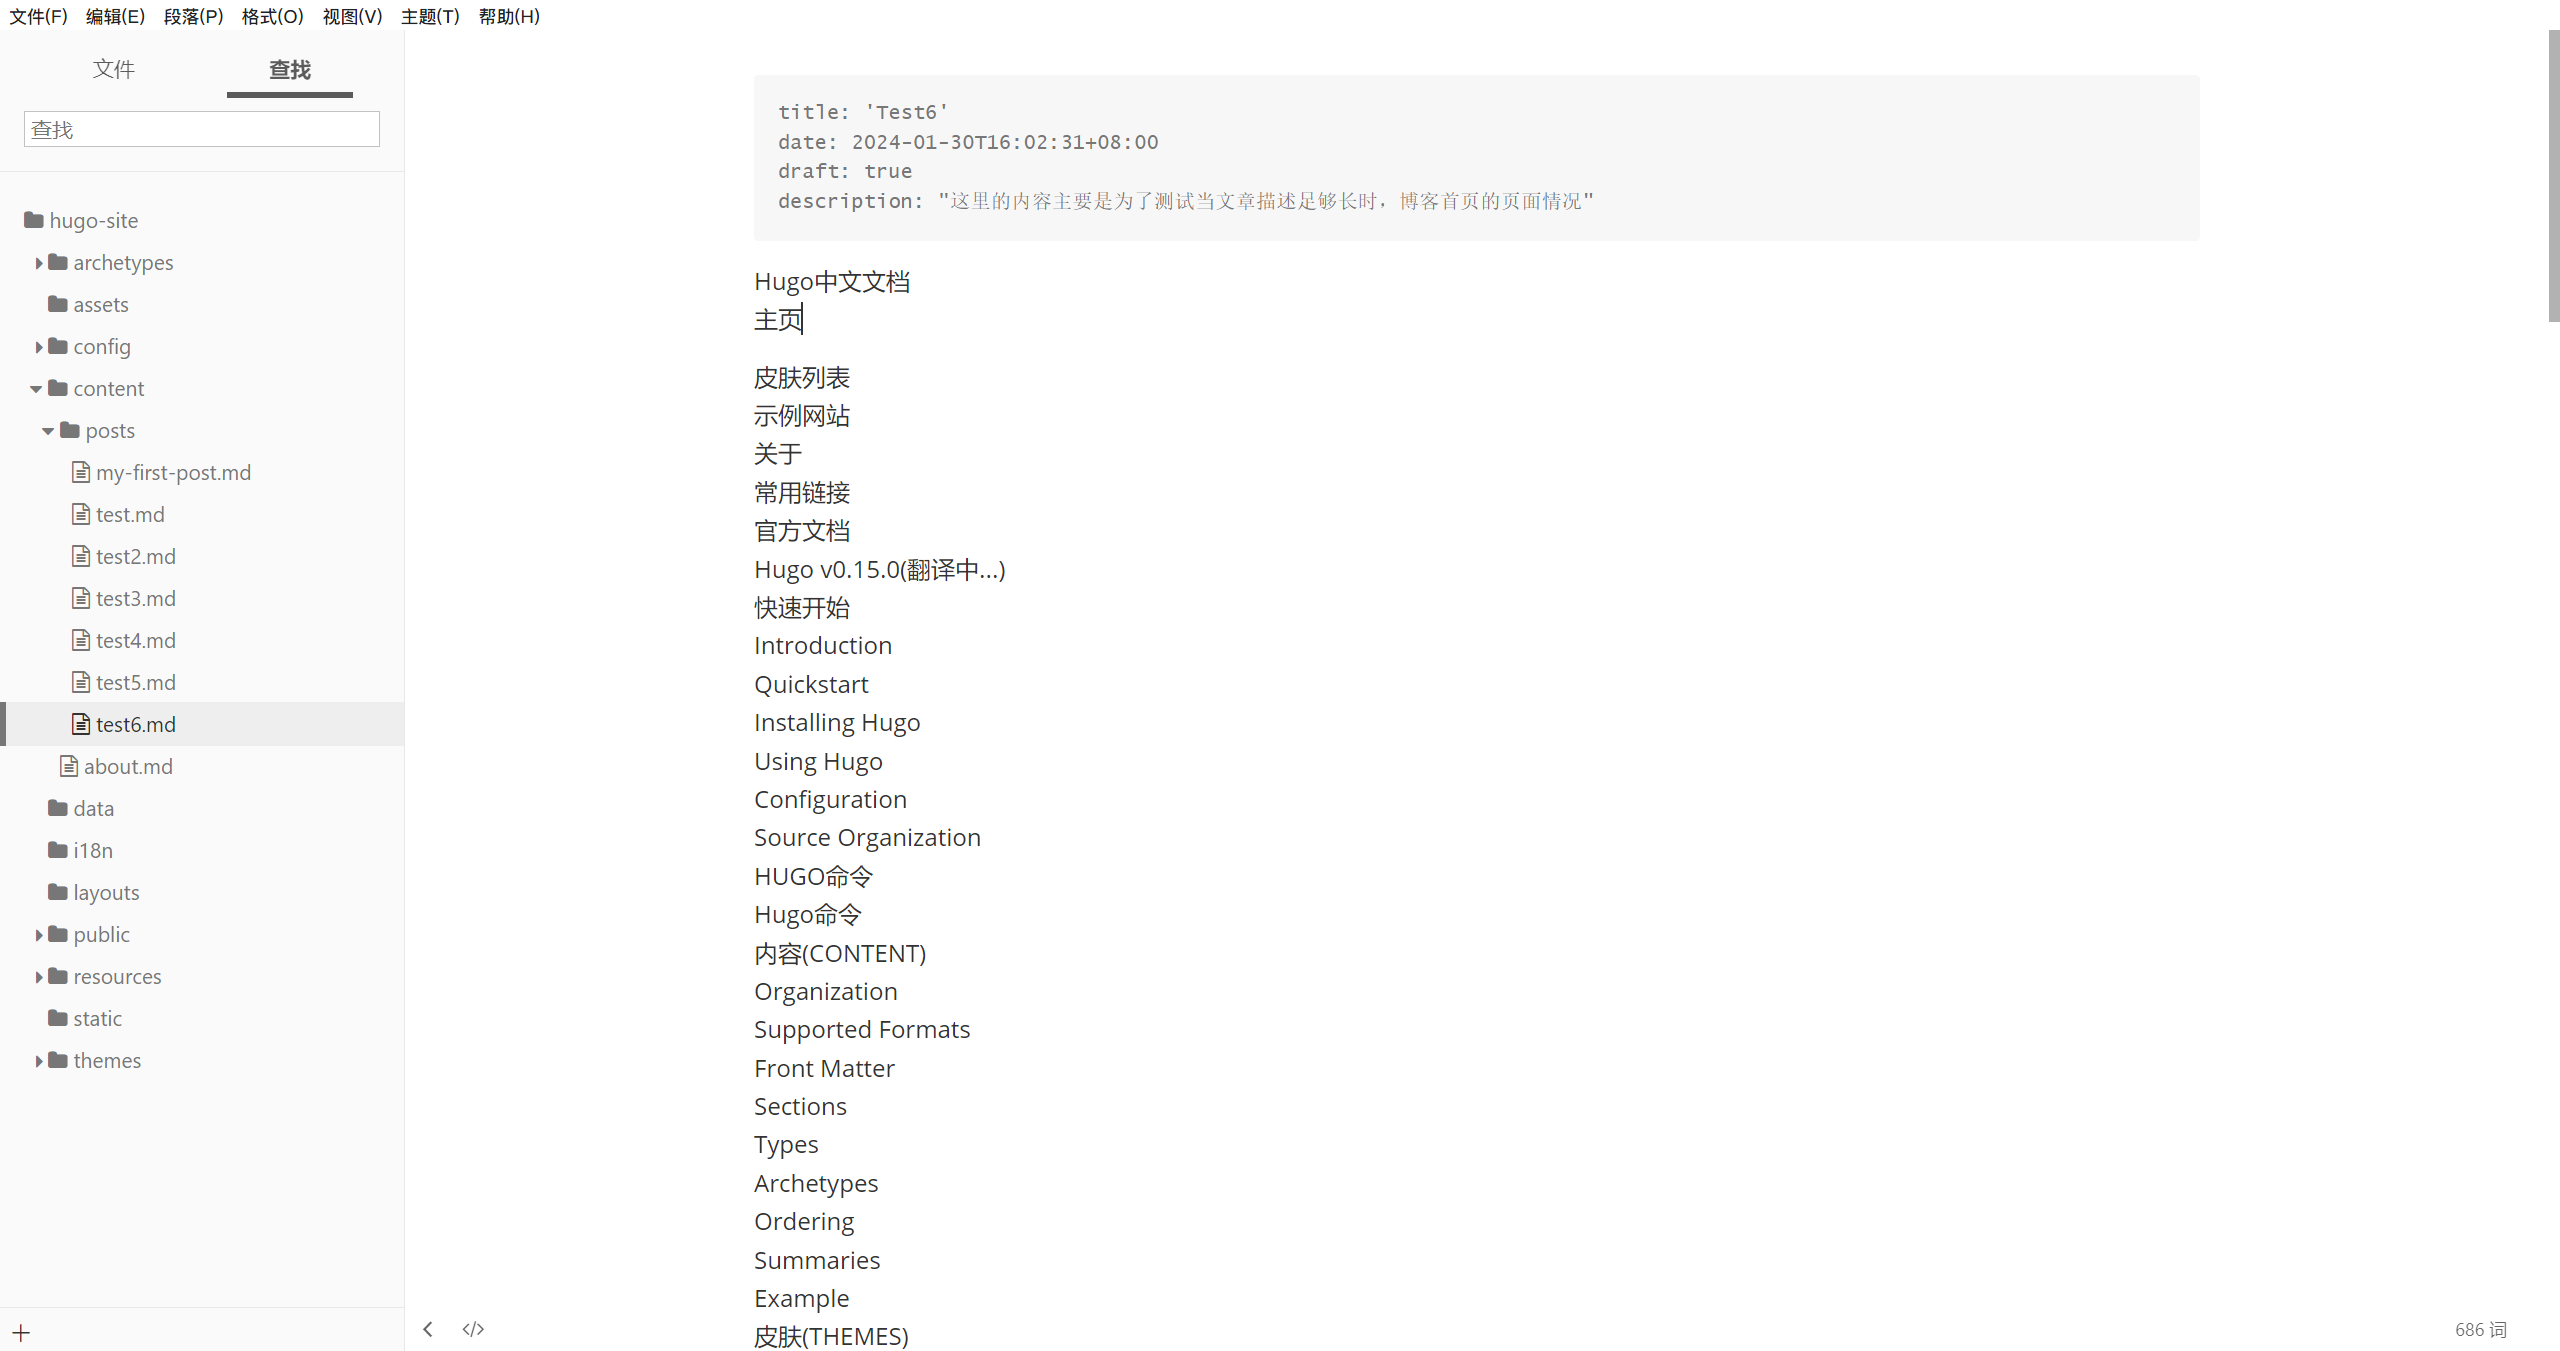 文件(F) 编辑(E) 段落(P) 格式(O) 视图(V) 主题(T) 帮助(H)
文件 查找
查找
hugo-site
archetypes
assets
config
content
posts
my-first-post.md
test.md
test2.md
test3.md
test4.md
test5.md
test6.md
about.md
data
i18n
layouts
public
resources
static
themes
title: 'Test6'
date: 2024-01-30T16:02:31+08:00
draft: true
description: "这里的内容主要是为了测试当文章描述足够长时，博客首页的页面情况"
Hugo中文文档
主页
皮肤列表
示例网站
关于
常用链接
官方文档
Hugo v0.15.0(翻译中...)
快速开始
Introduction
Quickstart
Installing Hugo
Using Hugo
Configuration
Source Organization
HUGO命令
Hugo命令
内容(CONTENT)
Organization
Supported Formats
Front Matter
Sections
Types
Archetypes
Ordering
Summaries
Example
皮肤(THEMES)
686 词